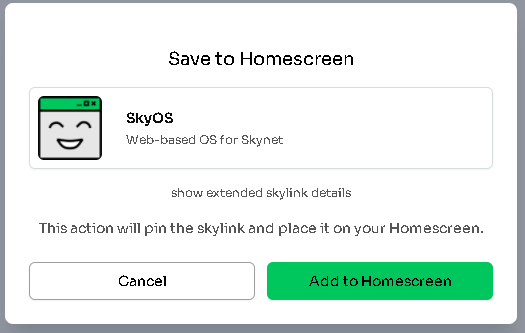 Save to Homescreen
SkyOS
Web-based OS for Skynet
show extended skylink details
This action will pin the skylink and place it on your Homescreen.
Cancel
Add to Homescreen